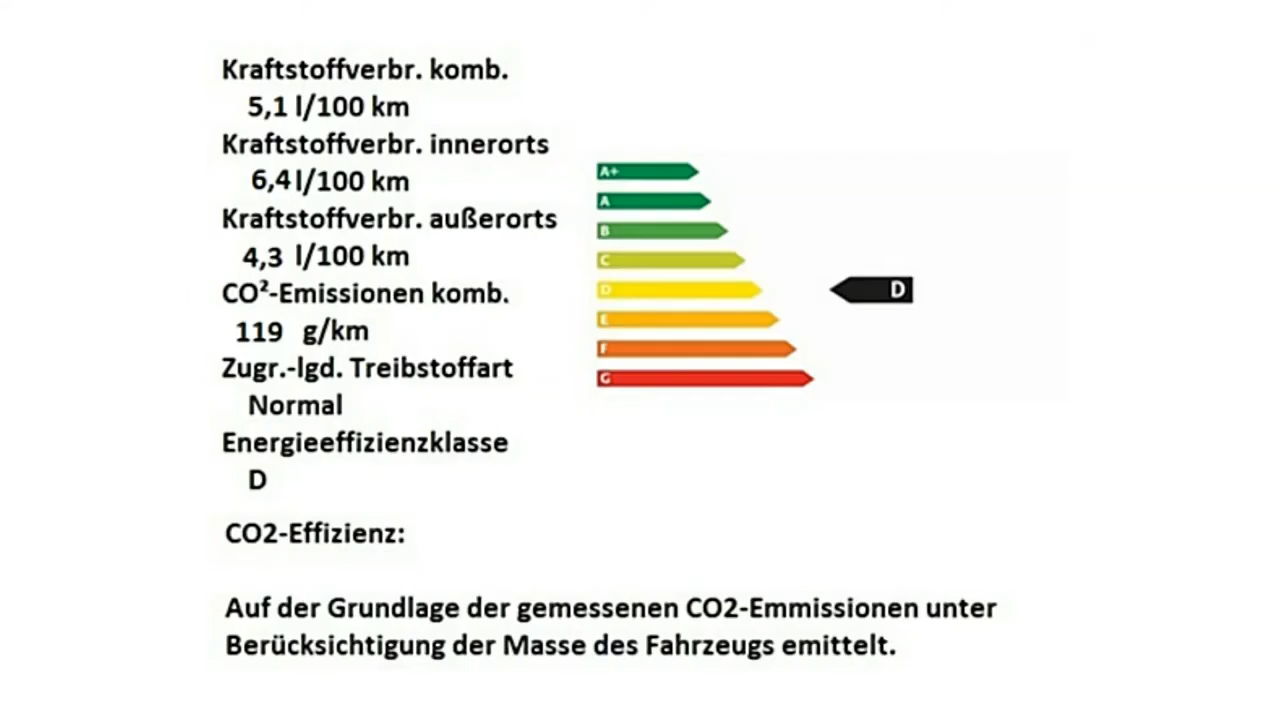 Kraftstoffverbr. komb.
5,1 l/100 km
Kraftstoffverbr. innerorts
6,4 l/100 km
Kraftstoffverbr. außerorts
4,3 l/100 km
CO²-Emissionen komb.
119 g/km
Zugr.-lgd. Treibstoffart
Normal
Energieeffizienzklasse
D
A+
A
B
C
D
E
F
G
D
CO2-Effizienz:
Auf der Grundlage der gemessenen CO2-Emmissionen unter
Berücksichtigung der Masse des Fahrzeugs emittelt.